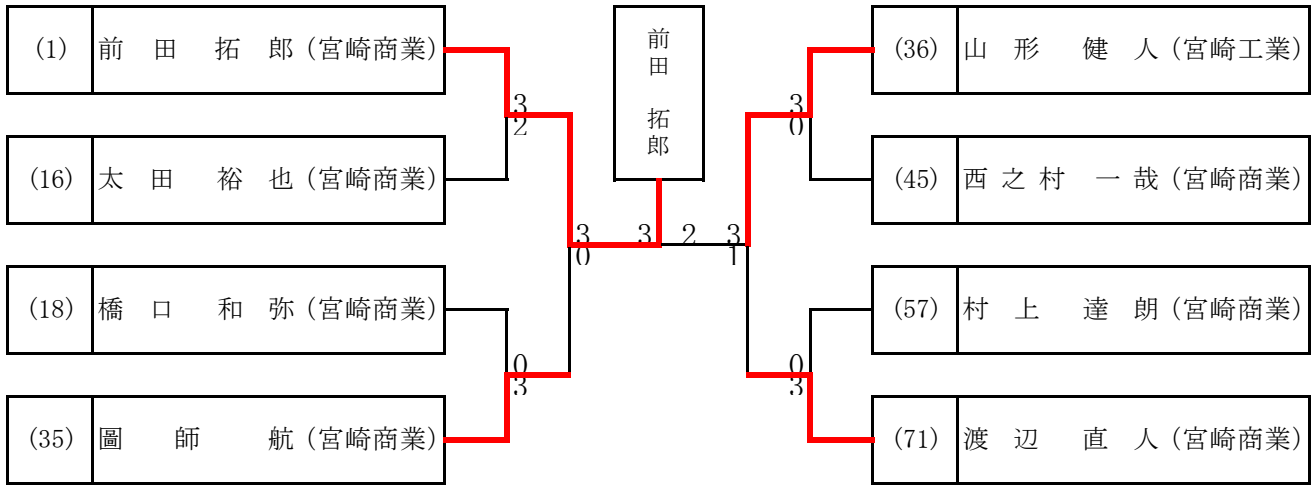 (1) 前田 拓郎 (宮崎商業)
(16) 太田 裕也 (宮崎商業)
(18) 橋口 和弥 (宮崎商業)
(35) 圖師 航 (宮崎商業)
3
2
0
3
3
0
前田 拓郎
3 2
3
1
3
0
0
3
(36) 山形 健人 (宮崎工業)
(45) 西之村 一哉 (宮崎商業)
(57) 村上 達朗 (宮崎商業)
(71) 渡辺 直人 (宮崎商業)